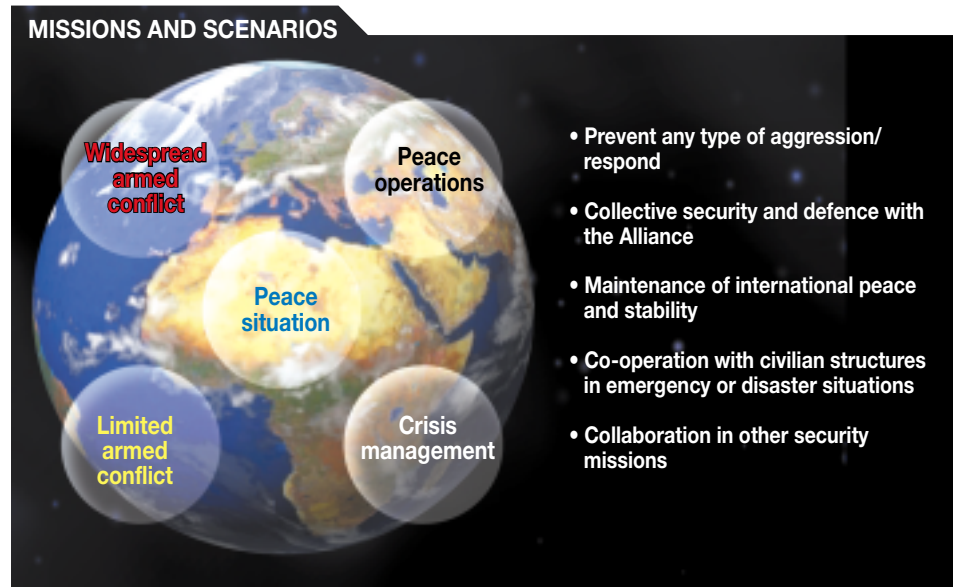 MISSIONS AND SCENARIOS
Widespread
armed
conflict
Peace
operations
Peace
situation
Limited
armed
conflict
Crisis
management
• Prevent any type of aggression/
respond
• Collective security and defence with
the Alliance
• Maintenance of international peace
and stability
• Co-operation with civilian structures
in emergency or disaster situations
• Collaboration in other security
missions